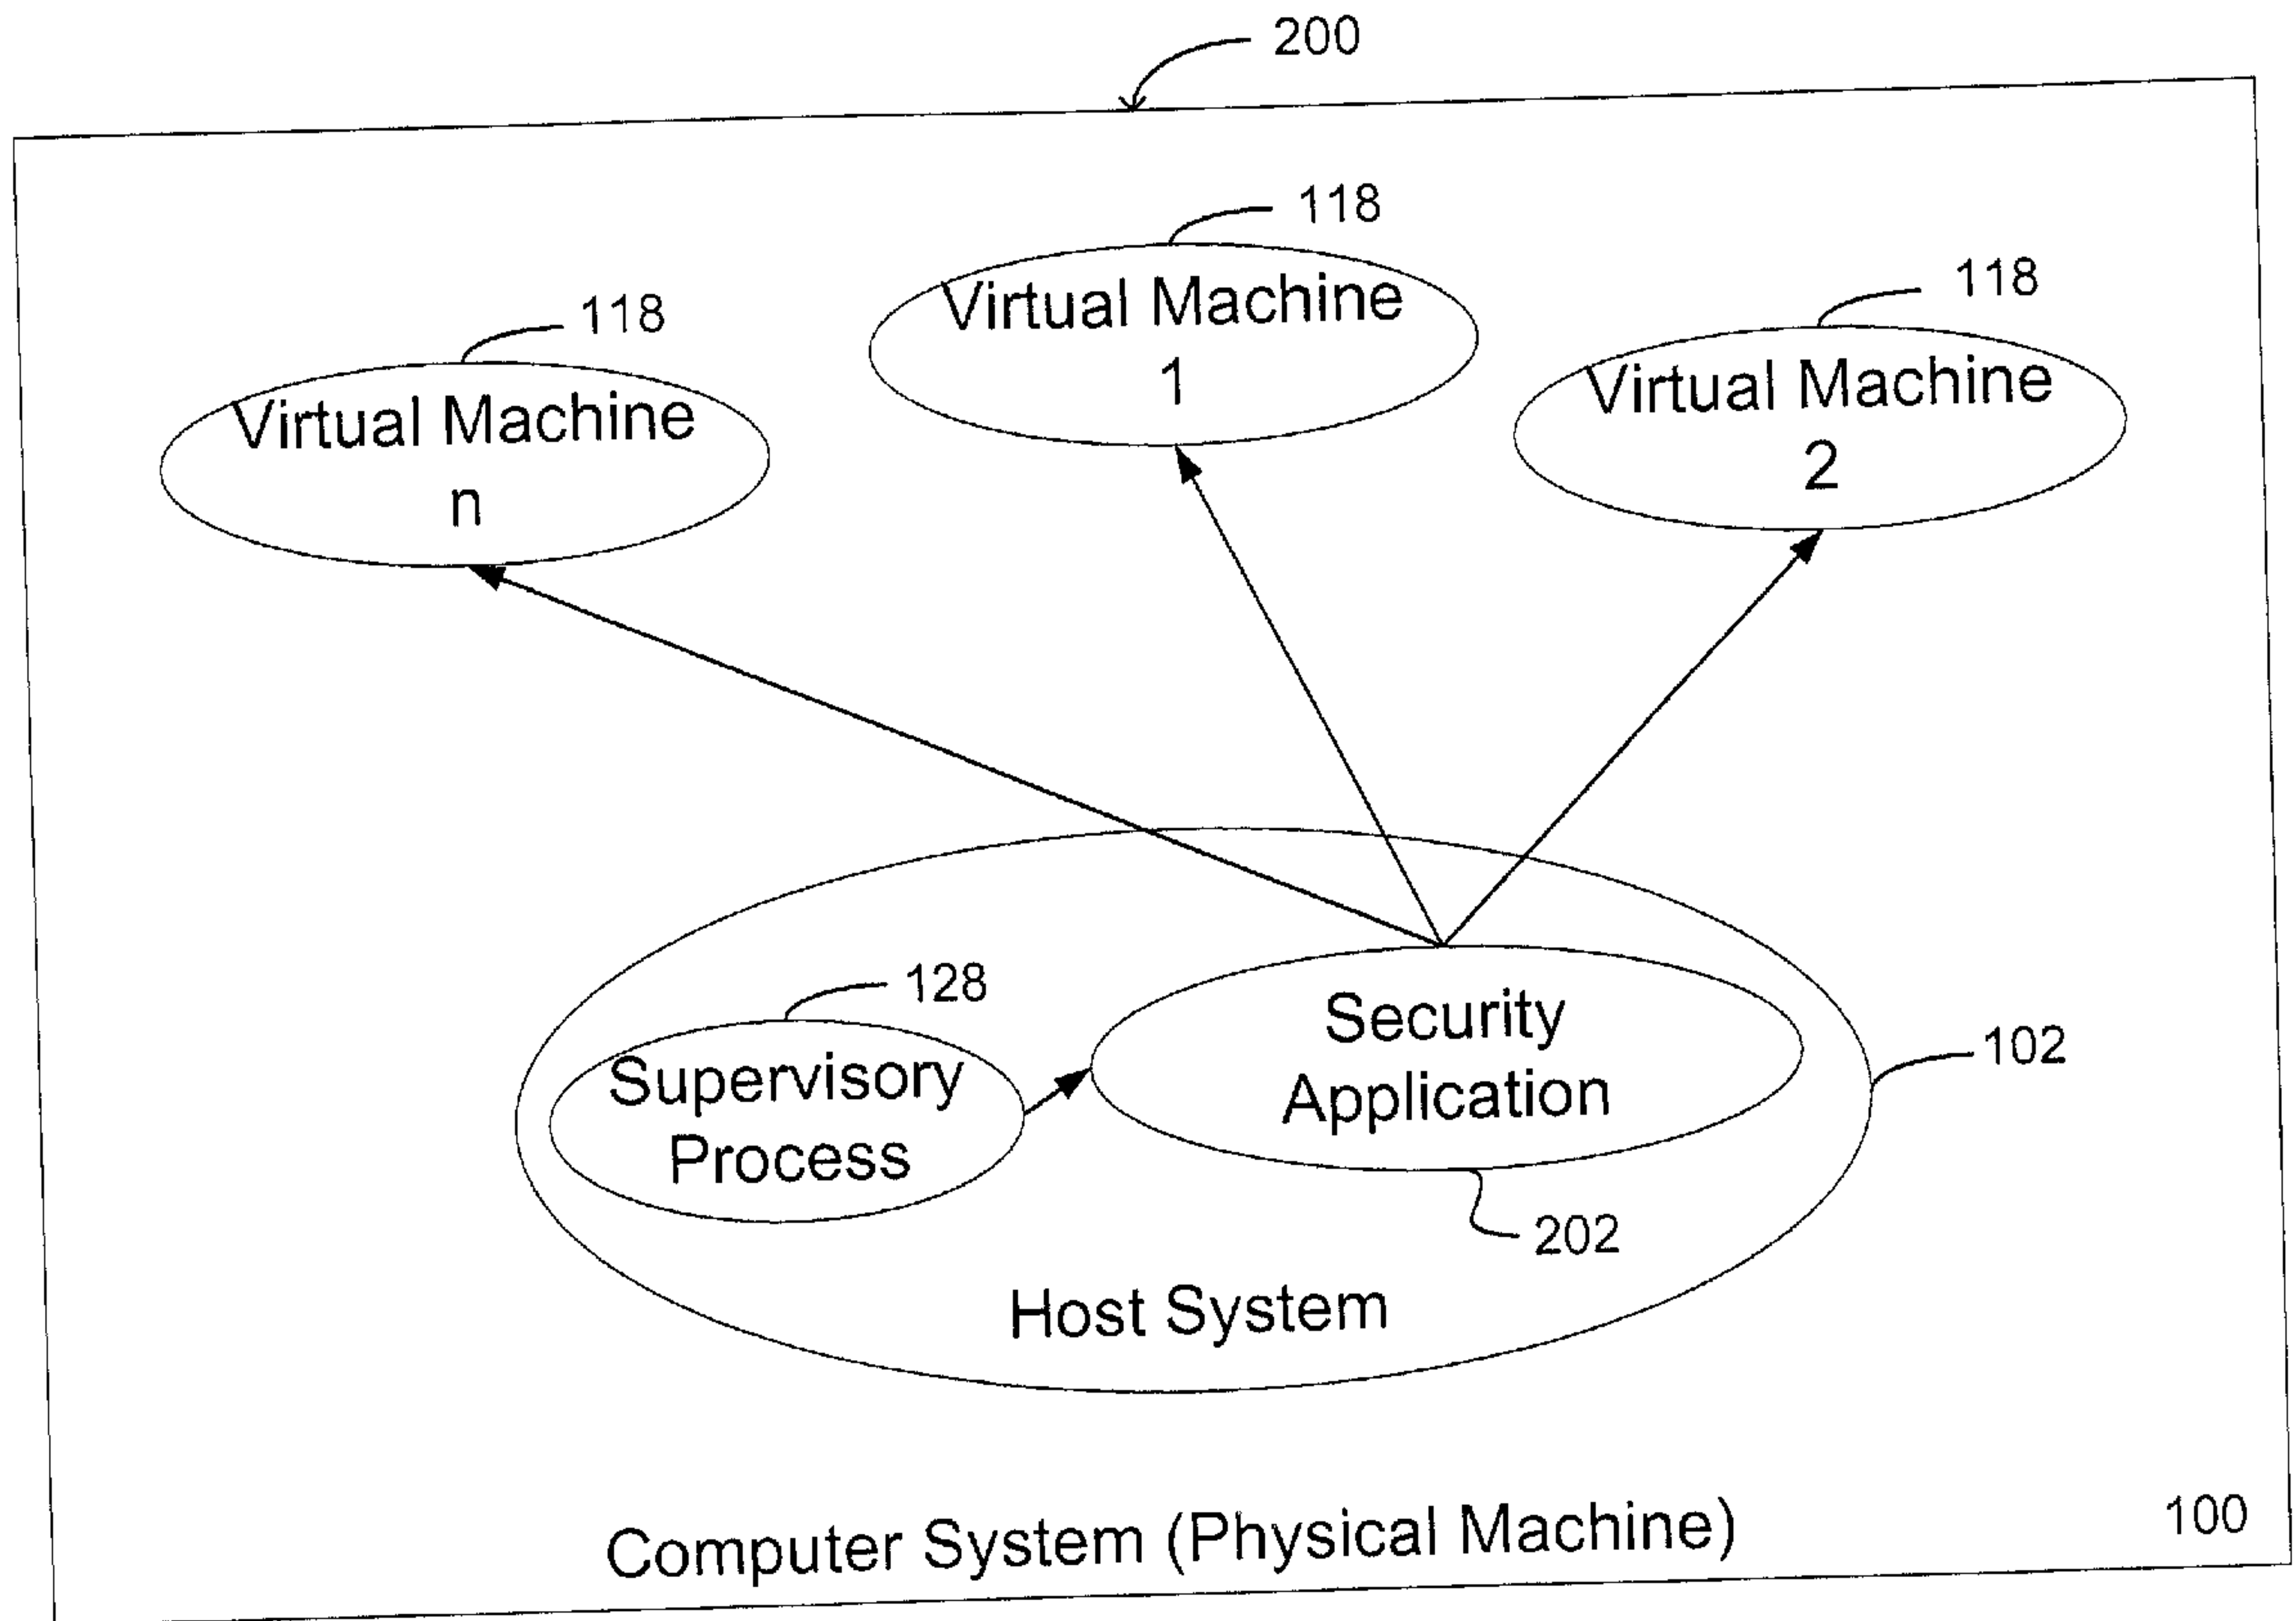 200
118
Virtual Machine
1
118
Virtual Machine
2
118
Virtual Machine
n
128
Supervisory
Process
Security
Application
102
202
Host System
100
Computer System (Physical Machine)